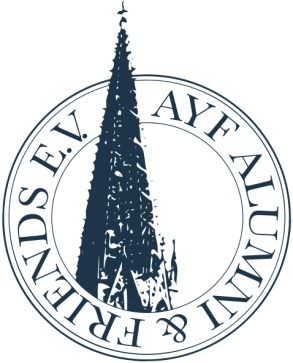 AYF ALUMNI & FRIENDS E.V.